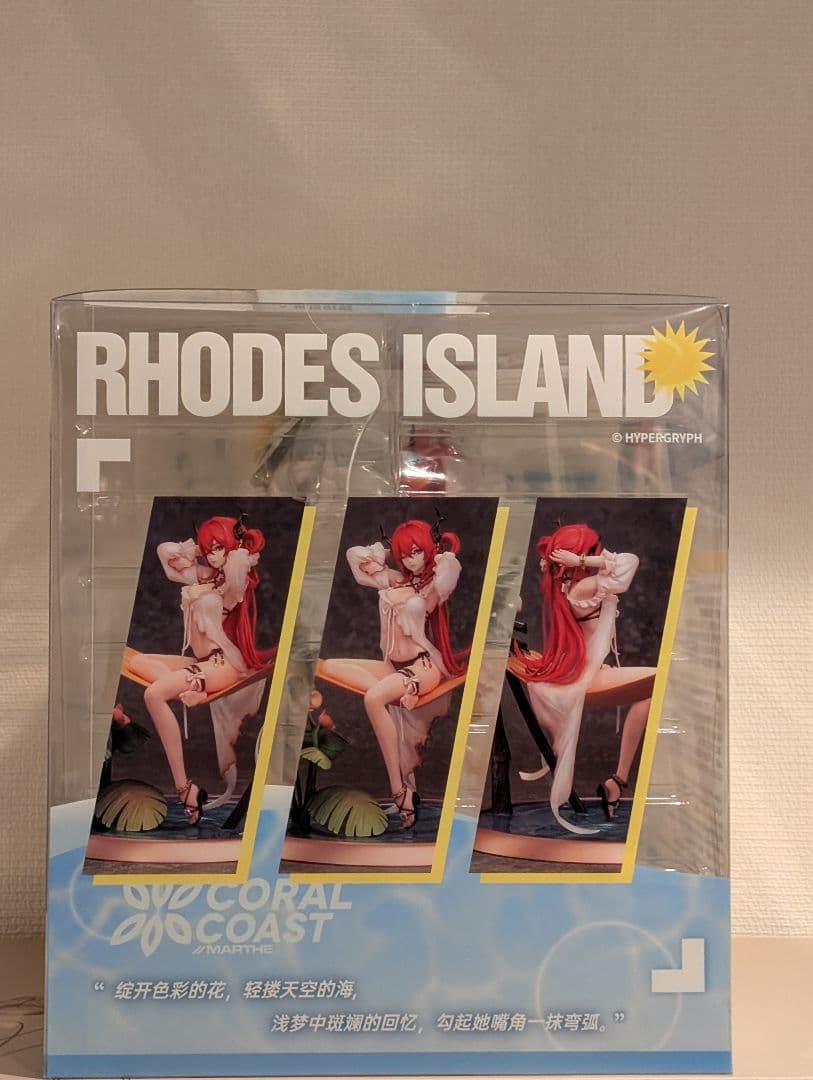 RHODES ISLAND
© HYPERGRYPH
CORAL
COAST
//MARTHE
“ 绽开色彩的花，轻搂天空的海，
浅梦中斑斓的回忆，勾起她嘴角一抹弯弧。”